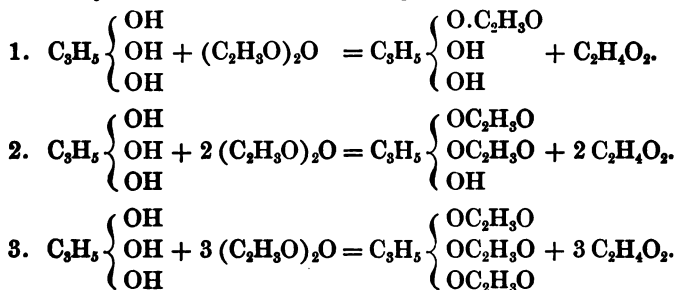 OH O.C₂H₃O
1. C₃H₅ { OH + (C₂H₃O)₂O = C₃H₅ { OH + C₂H₄O₂.
OH OH
OH OC₂H₃O
2. C₃H₅ { OH + 2 (C₂H₃O)₂O = C₃H₅ { OC₂H₃O + 2 C₂H₄O₂.
OH OH
OH OC₂H₃O
3. C₃H₅ { OH + 3 (C₂H₃O)₂O = C₃H₅ { OC₂H₃O + 3 C₂H₄O₂.
OH OC₂H₃O